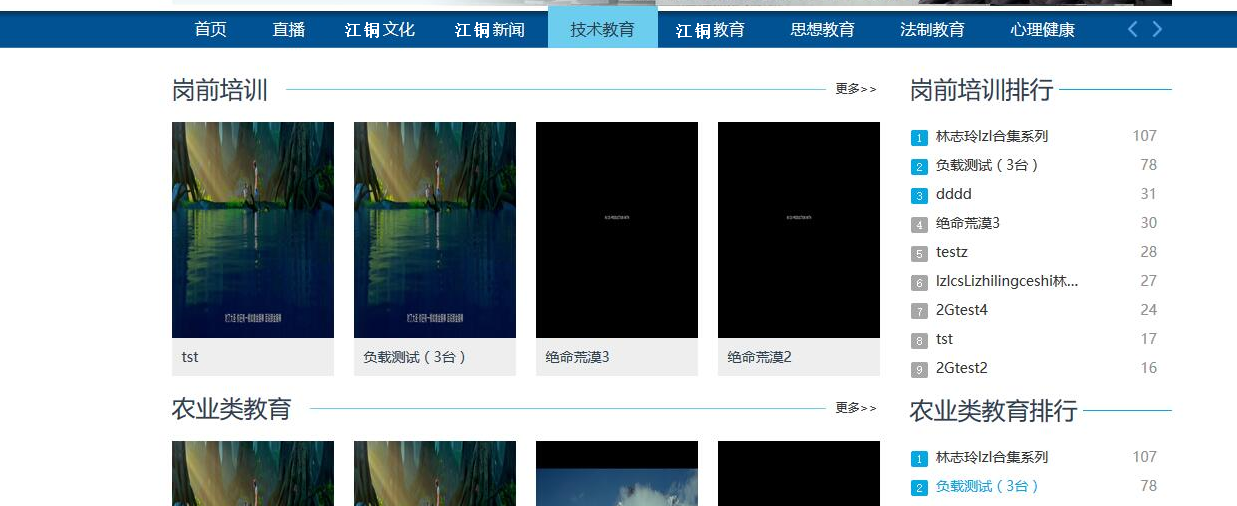 首页 直播 江铜文化 江铜新闻 技术教育 江铜教育 思想教育 法制教育 心理健康
岗前培训 更多>>
tst
负载测试（3台）
绝命荒漠3
绝命荒漠2
岗前培训排行
1 林志玲lzl合集系列 107
2 负载测试（3台） 78
3 dddd 31
4 绝命荒漠3 30
5 testz 28
6 lzlcsLizhilingceshi林... 27
7 2Gtest4 24
8 tst 17
9 2Gtest2 16
农业类教育 更多>>
农业类教育排行
1 林志玲lzl合集系列 107
2 负载测试（3台） 78